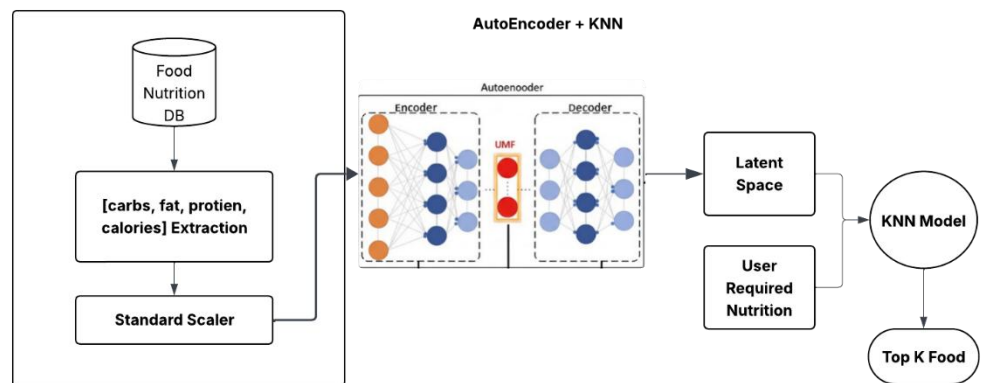 AutoEncoder + KNN
Food
Nutrition
DB
[carbs, fat, protien,
calories] Extraction
Standard Scaler
Autoenooder
Encoder
Decoder
UMF
Latent
Space
User
Required
Nutrition
KNN Model
Top K Food